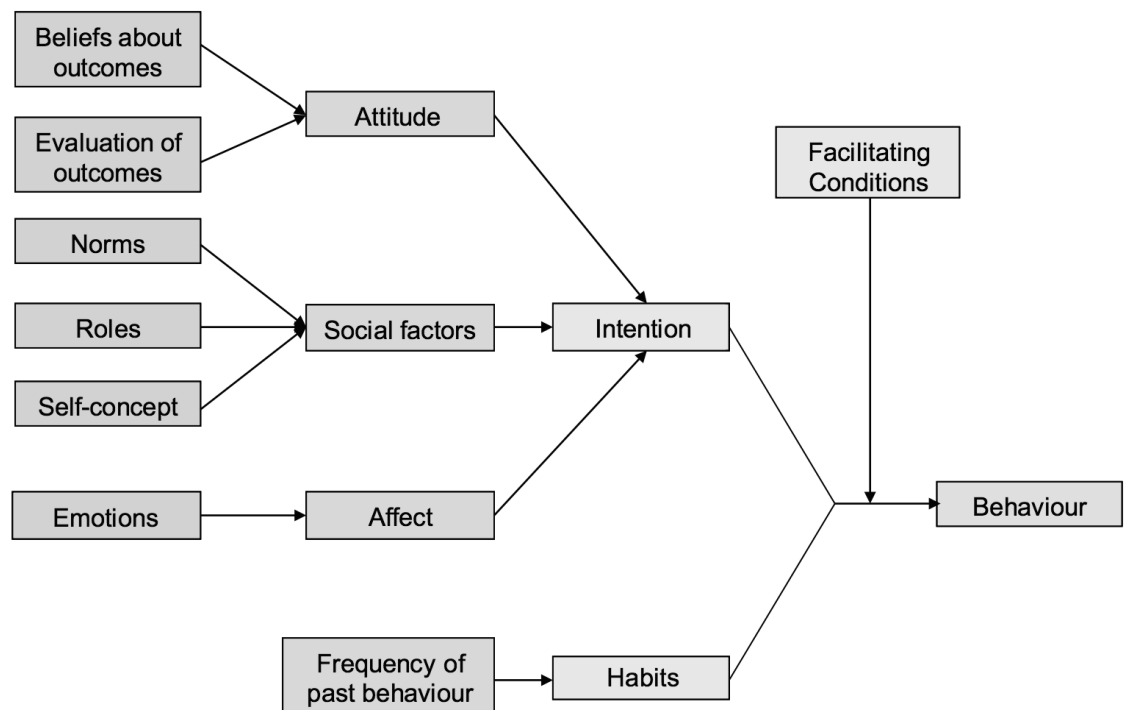 Beliefs about
outcomes
Evaluation of
outcomes
Attitude
Norms
Roles
Self-concept
Social factors
Emotions
Affect
Intention
Frequency of
past behaviour
Habits
Facilitating
Conditions
Behaviour